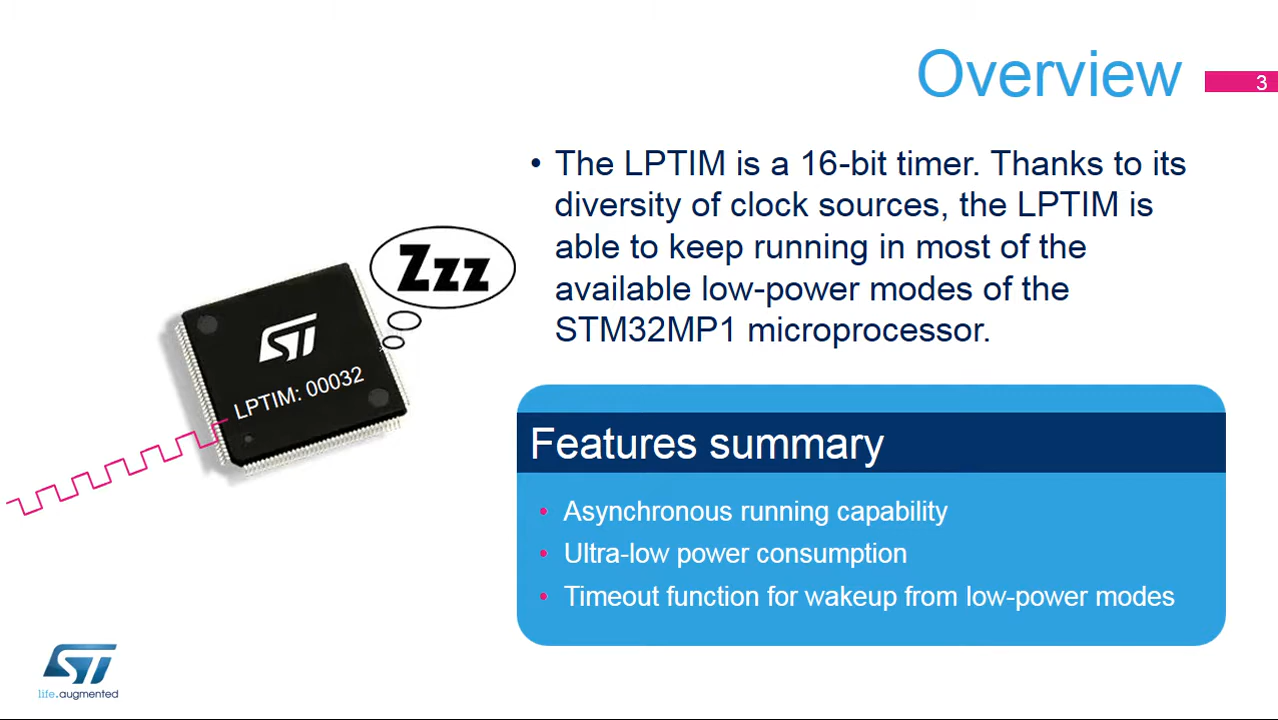 Overview
3
• The LPTIM is a 16-bit timer. Thanks to its
diversity of clock sources, the LPTIM is
able to keep running in most of the
available low-power modes of the
STM32MP1 microprocessor.
Zzz
ST
LPTIM: 00032
Features summary
• Asynchronous running capability
• Ultra-low power consumption
• Timeout function for wakeup from low-power modes
ST
life.augmented